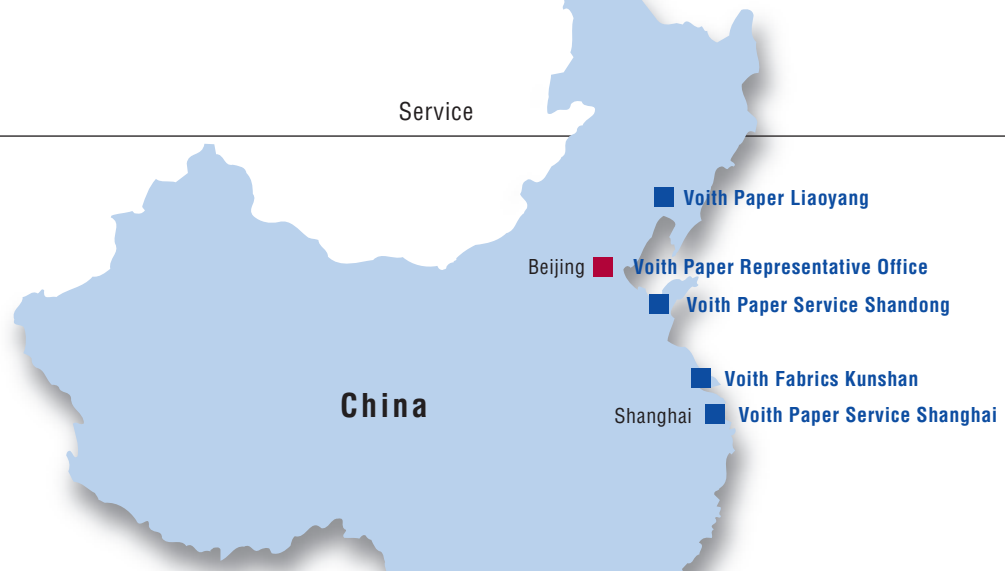 Service
Voith Paper Liaoyang
Beijing Voith Paper Representative Office
Voith Paper Service Shandong
Voith Fabrics Kunshan
China
Shanghai Voith Paper Service Shanghai